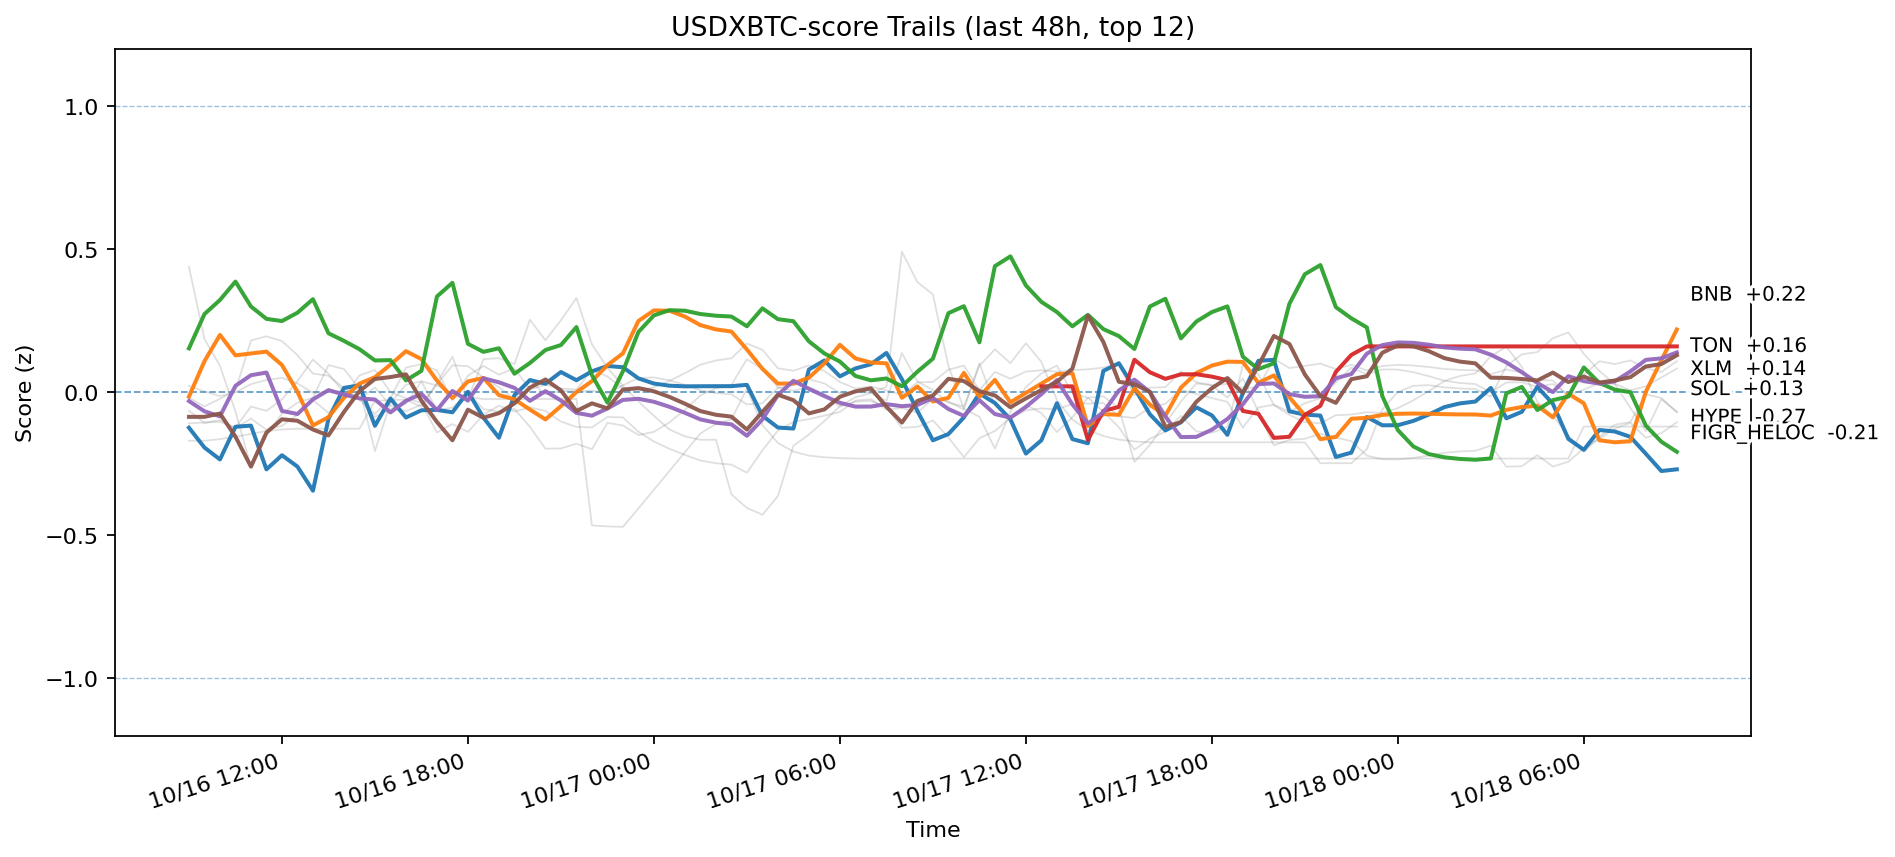 USDXBTC-score Trails (last 48h, top 12)
Score (z)
1.0
0.5
0.0
−0.5
−1.0
BNB +0.22
TON +0.16
XLM +0.14
SOL +0.13
HYPE -0.27
FIGR_HELOC -0.21
10/16 12:00
10/16 18:00
10/17 00:00
10/17 06:00
10/17 12:00
10/17 18:00
10/18 00:00
10/18 06:00
Time